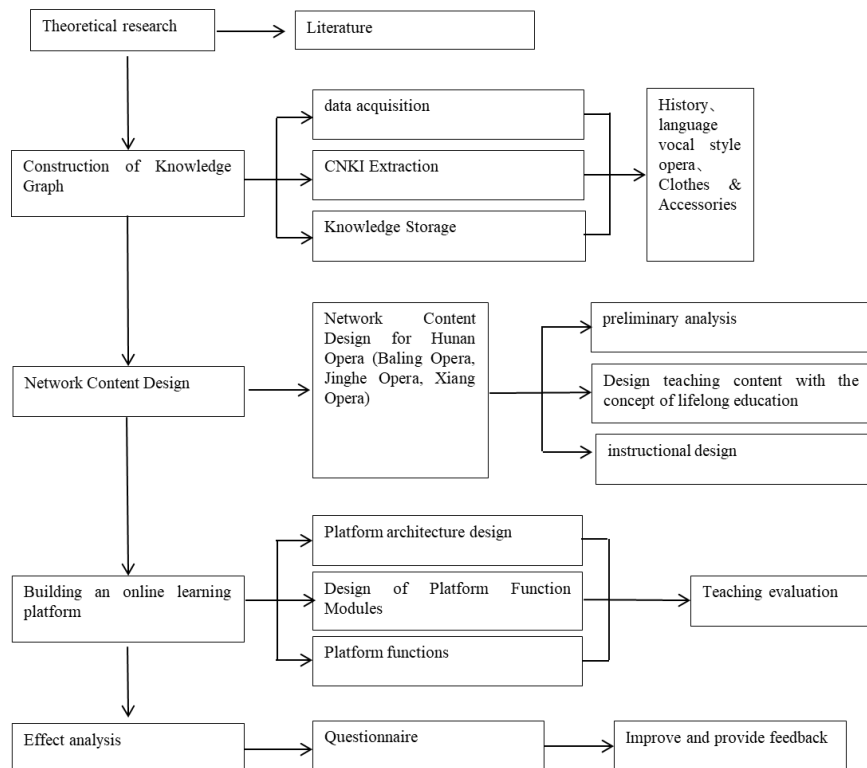 Theoretical research
Literature
data acquisition
Construction of Knowledge
Graph
CNKI Extraction
Knowledge Storage
History、
language
vocal style
opera、
Clothes &
Accessories
Network Content Design
Network Content
Design for Hunan
Opera (Baling Opera,
Jinghe Opera, Xiang
Opera)
preliminary analysis
Design teaching content with the
concept of lifelong education
instructional design
Building an online learning
platform
Platform architecture design
Design of Platform Function
Modules
Platform functions
Teaching evaluation
Effect analysis
Questionnaire
Improve and provide feedback